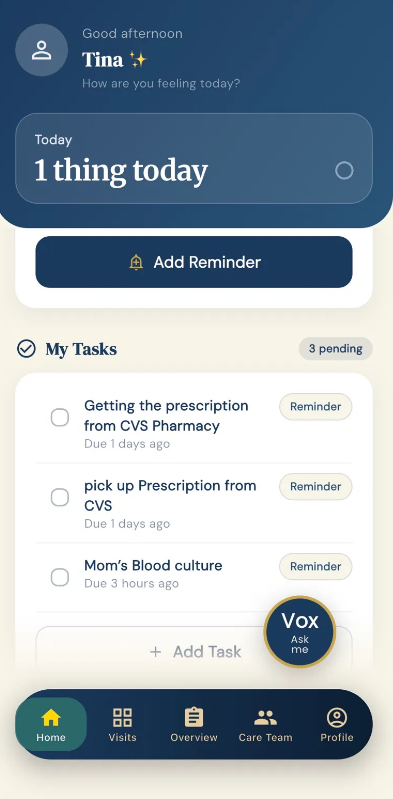 Good afternoon
Tina ✨
How are you feeling today?
Today
1 thing today
Add Reminder
My Tasks
3 pending
Getting the prescription
from CVS Pharmacy
Due 1 days ago
Reminder
pick up Prescription from
CVS
Due 1 days ago
Reminder
Mom’s Blood culture
Due 3 hours ago
Reminder
+ Add Task
Vox
Ask
me
Home
Visits
Overview
Care Team
Profile